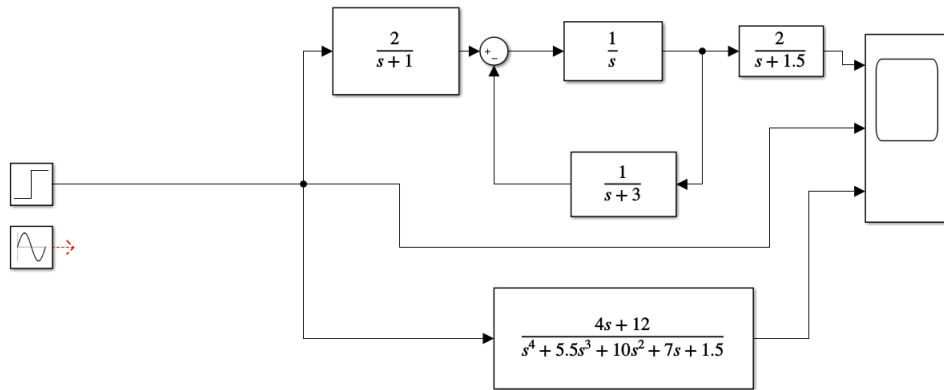 2
s + 1
+
−
1
s
2
s + 1.5
1
s + 3
4s + 12
s⁴ + 5.5s³ + 10s² + 7s + 1.5